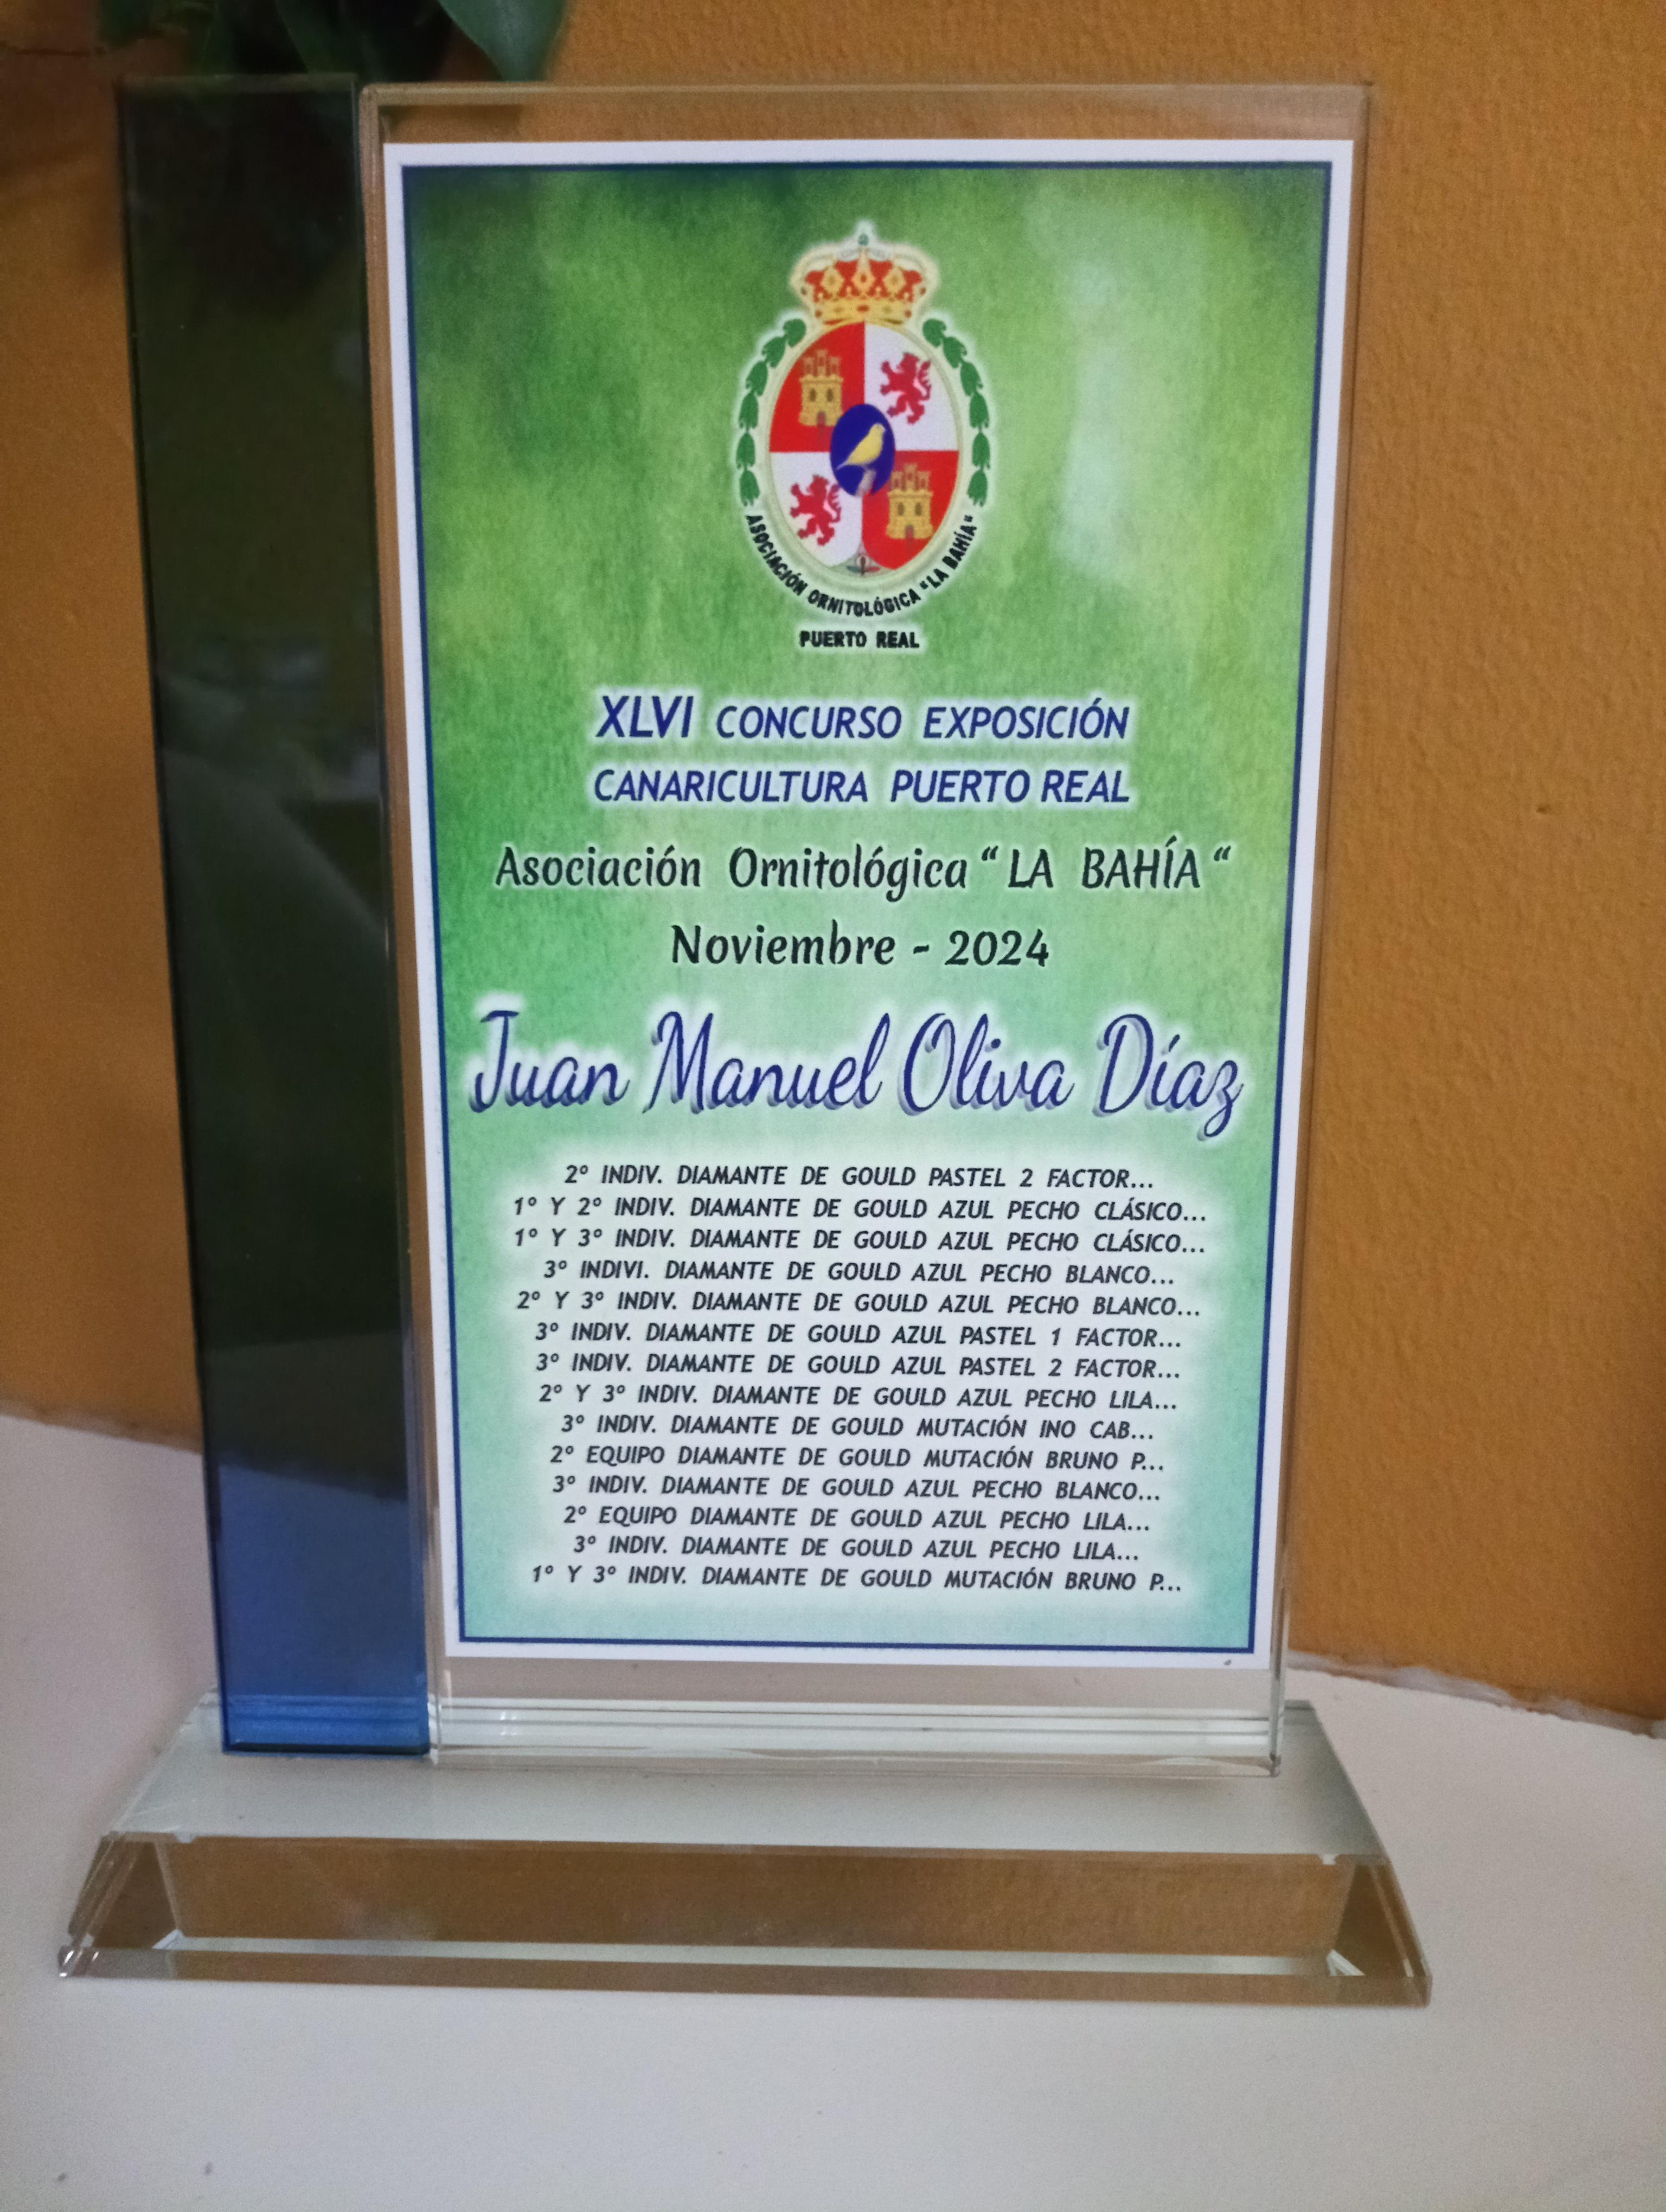 ASOCIACIÓN ORNITOLÓGICA "LA BAHÍA"
PUERTO REAL
XLVI CONCURSO EXPOSICIÓN
CANARICULTURA PUERTO REAL
Asociación Ornitológica “ LA BAHÍA “
Noviembre - 2024
Juan Manuel Oliva Díaz
2º INDIV. DIAMANTE DE GOULD PASTEL 2 FACTOR...
1º Y 2º INDIV. DIAMANTE DE GOULD AZUL PECHO CLÁSICO...
1º Y 3º INDIV. DIAMANTE DE GOULD AZUL PECHO CLÁSICO...
3º INDIVI. DIAMANTE DE GOULD AZUL PECHO BLANCO...
2º Y 3º INDIV. DIAMANTE DE GOULD AZUL PECHO BLANCO...
3º INDIV. DIAMANTE DE GOULD AZUL PASTEL 1 FACTOR...
3º INDIV. DIAMANTE DE GOULD AZUL PASTEL 2 FACTOR...
2º Y 3º INDIV. DIAMANTE DE GOULD AZUL PECHO LILA...
3º INDIV. DIAMANTE DE GOULD MUTACIÓN INO CAB...
2º EQUIPO DIAMANTE DE GOULD MUTACIÓN BRUNO P...
3º INDIV. DIAMANTE DE GOULD AZUL PECHO BLANCO...
2º EQUIPO DIAMANTE DE GOULD AZUL PECHO LILA...
3º INDIV. DIAMANTE DE GOULD AZUL PECHO LILA...
1º Y 3º INDIV. DIAMANTE DE GOULD MUTACIÓN BRUNO P...